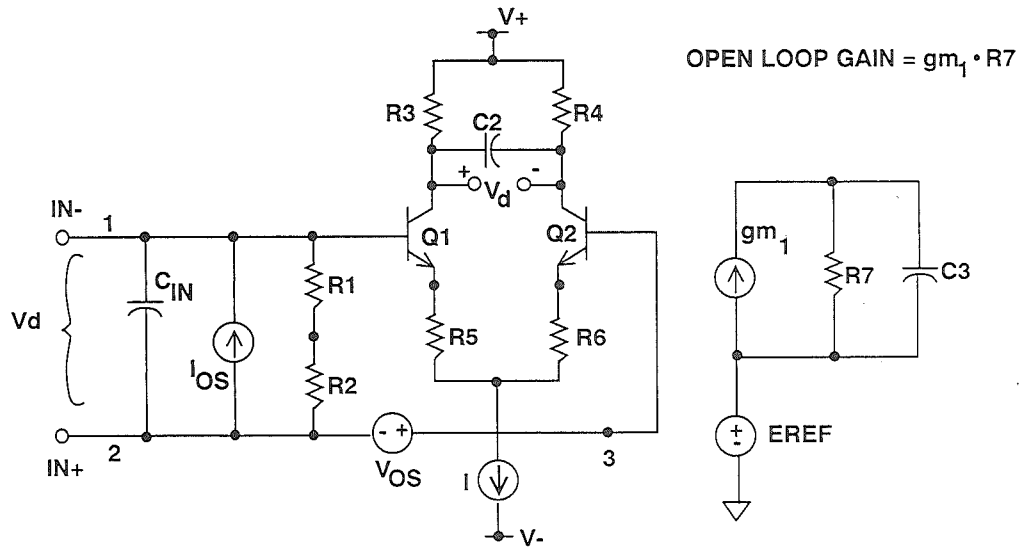 V+
OPEN LOOP GAIN = gm1 • R7
R3
R4
C2
+ Vd -
IN-
1
Q1
Q2
gm1
CIN
R1
R7
C3
Vd
IOS
R5
R6
R2
- +
+
-
EREF
IN+
2
VOS
3
I
V-